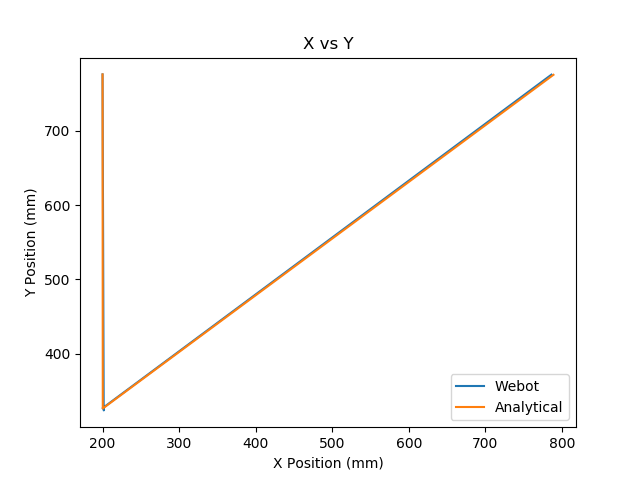 X vs Y
Y Position (mm)
700
600
500
400
200 300 400 500 600 700 800
X Position (mm)
Webot
Analytical